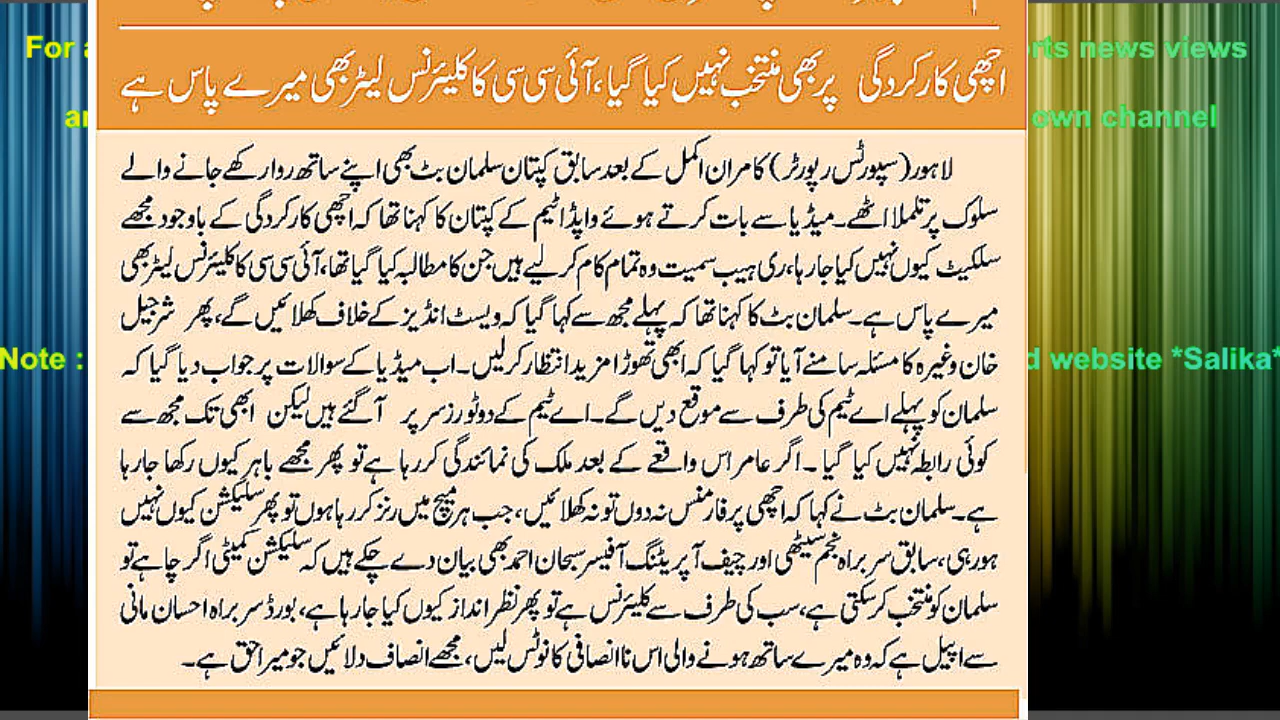 اچھی کارکردگی پر بھی منتخب نہیں کیا گیا، آئی سی سی کا کلیئرنس لیٹر بھی میرے پاس ہے
لاہور (سپورٹس رپورٹر) کامران اکمل کے بعد سابق کپتان سلمان بٹ بھی اپنے ساتھ روا رکھے جانے والے
سلوک پر تلملا اٹھے۔ میڈیا سے بات کرتے ہوئے واپڈا ٹیم کے کپتان کا کہنا تھا کہ اچھی کارکردگی کے باوجود مجھے
سلیکٹ کیوں نہیں کیا جا رہا، ری ہیب سمیت وہ تمام کام کر لیے ہیں جن کا مطالبہ کیا گیا تھا، آئی سی سی کا کلیئرنس لیٹر بھی
میرے پاس ہے۔ سلمان بٹ کا کہنا تھا کہ پہلے مجھ سے کہا گیا کہ ویسٹ انڈیز کے خلاف کھلائیں گے، پھر شرجیل
خان وغیرہ کا مسئلہ سامنے آیا تو کہا گیا کہ ابھی تھوڑا مزید انتظار کر لیں۔ اب میڈیا کے سوالات پر جواب دیا گیا کہ
سلمان کو پہلے اے ٹیم کی طرف سے موقع دیں گے۔ اے ٹیم کے دو ٹورز سر پر آ گئے ہیں لیکن ابھی تک مجھ سے
کوئی رابطہ نہیں کیا گیا۔ اگر عامر اس واقعے کے بعد ملک کی نمائندگی کر رہا ہے تو پھر مجھے باہر کیوں رکھا جا رہا
ہے۔ سلمان بٹ نے کہا کہ اچھی پرفارمنس نہ دوں تو نہ کھلائیں، جب ہر میچ میں رنز کر رہا ہوں تو پھر سلیکشن کیوں نہیں
ہو رہی، سابق سربراہ نجم سیٹھی اور چیف آپریٹنگ آفیسر سبحان احمد بھی بیان دے چکے ہیں کہ سلیکشن کمیٹی اگر چاہے تو
سلمان کو منتخب کر سکتی ہے، سب کی طرف سے کلیئرنس ہے تو پھر نظر انداز کیوں کیا جا رہا ہے، بورڈ سربراہ احسان مانی
سے اپیل ہے کہ وہ میرے ساتھ ہونے والی اس ناانصافی کا نوٹس لیں، مجھے انصاف دلائیں جو میرا حق ہے۔
For
news views
own channel
Note :
website *Salika*